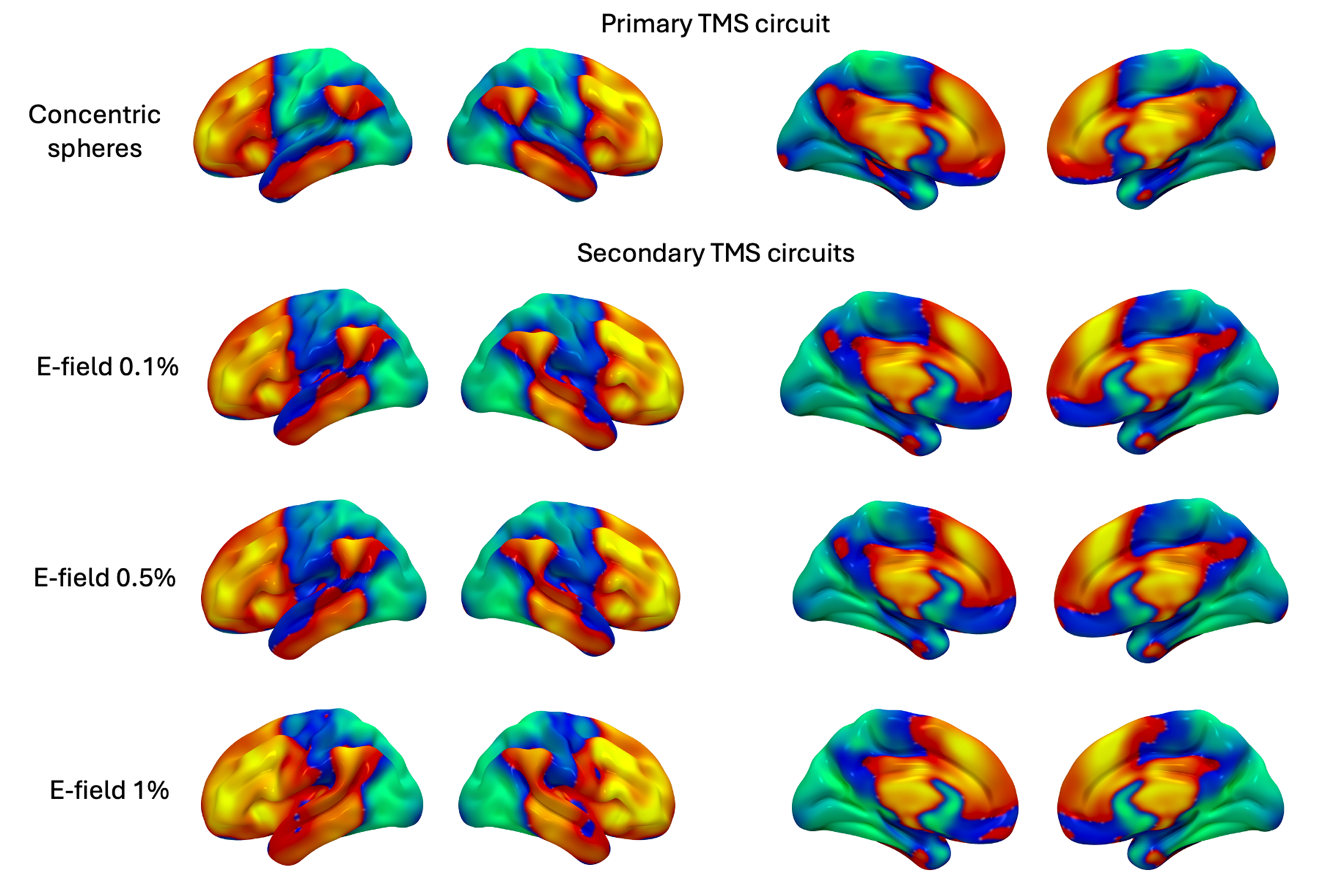 Primary TMS circuit
Concentric
spheres
Secondary TMS circuits
E-field 0.1%
E-field 0.5%
E-field 1%